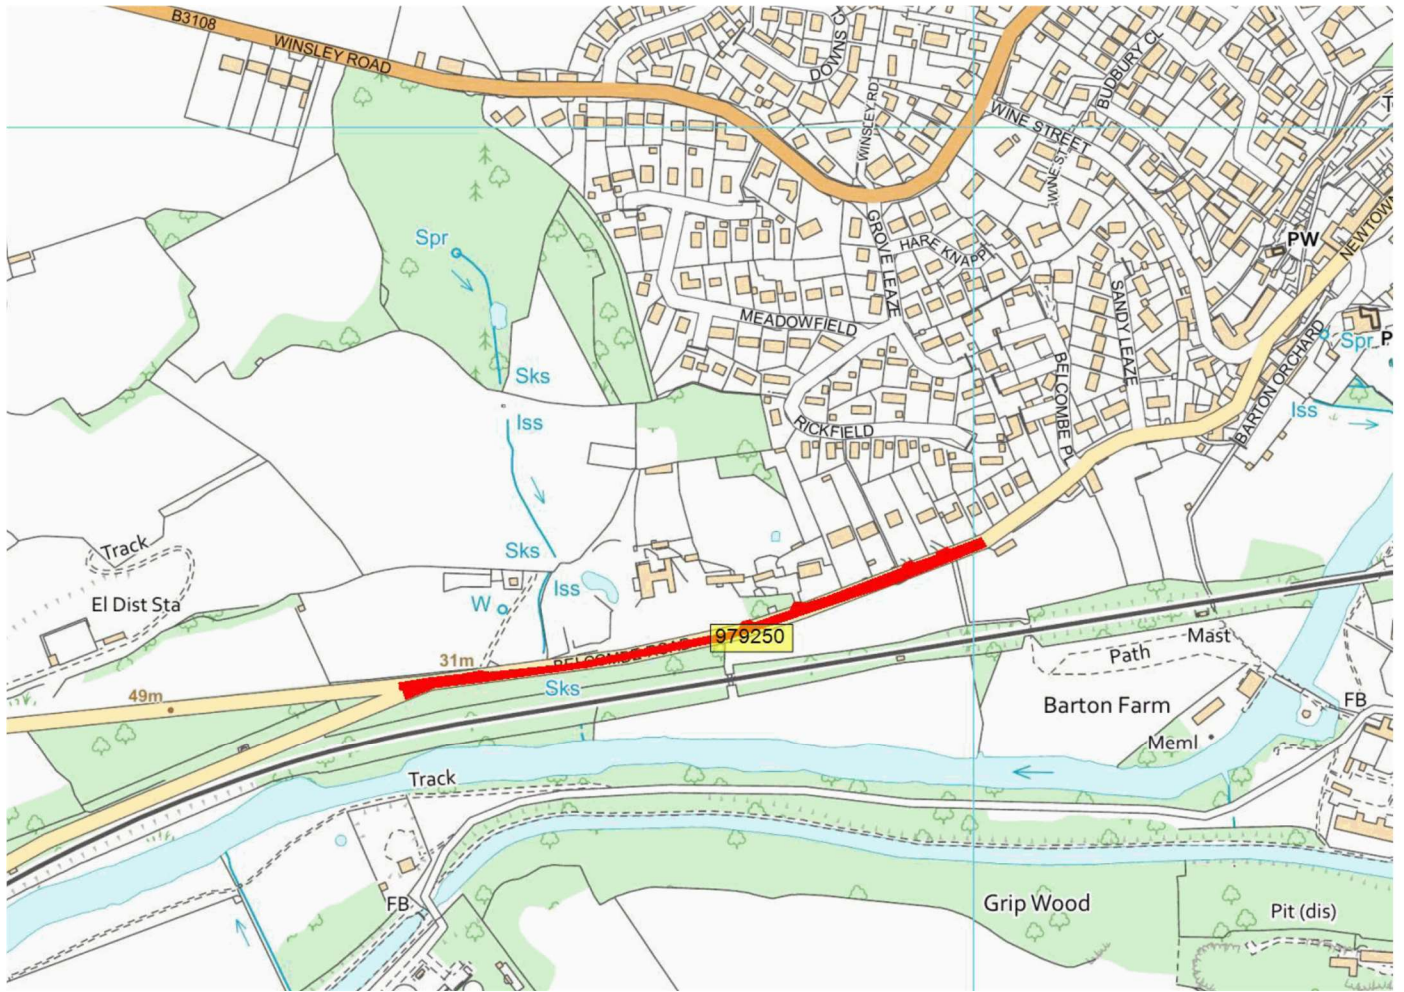 B3108
WINSLEY ROAD
DOWNS C
BUDBURY CL
WINE STREET
WINSLEY RD
WINE ST
T
NEWTOWN
PW
GROVE LEAZE
HARE KNAPP
Spr
SANDY LEAZE
MEADOWFIELD
BARTON ORCHARD
Spr
P
Sks
BELCOMBE PL
Iss
Iss
RICKFIELD
Track
Sks
Iss
W
El Dist Sta
979250
BELCOMBE ROAD
31m
Sks
49m
Mast
Path
Barton Farm
FB
Meml
Track
FB
Grip Wood
Pit (dis)